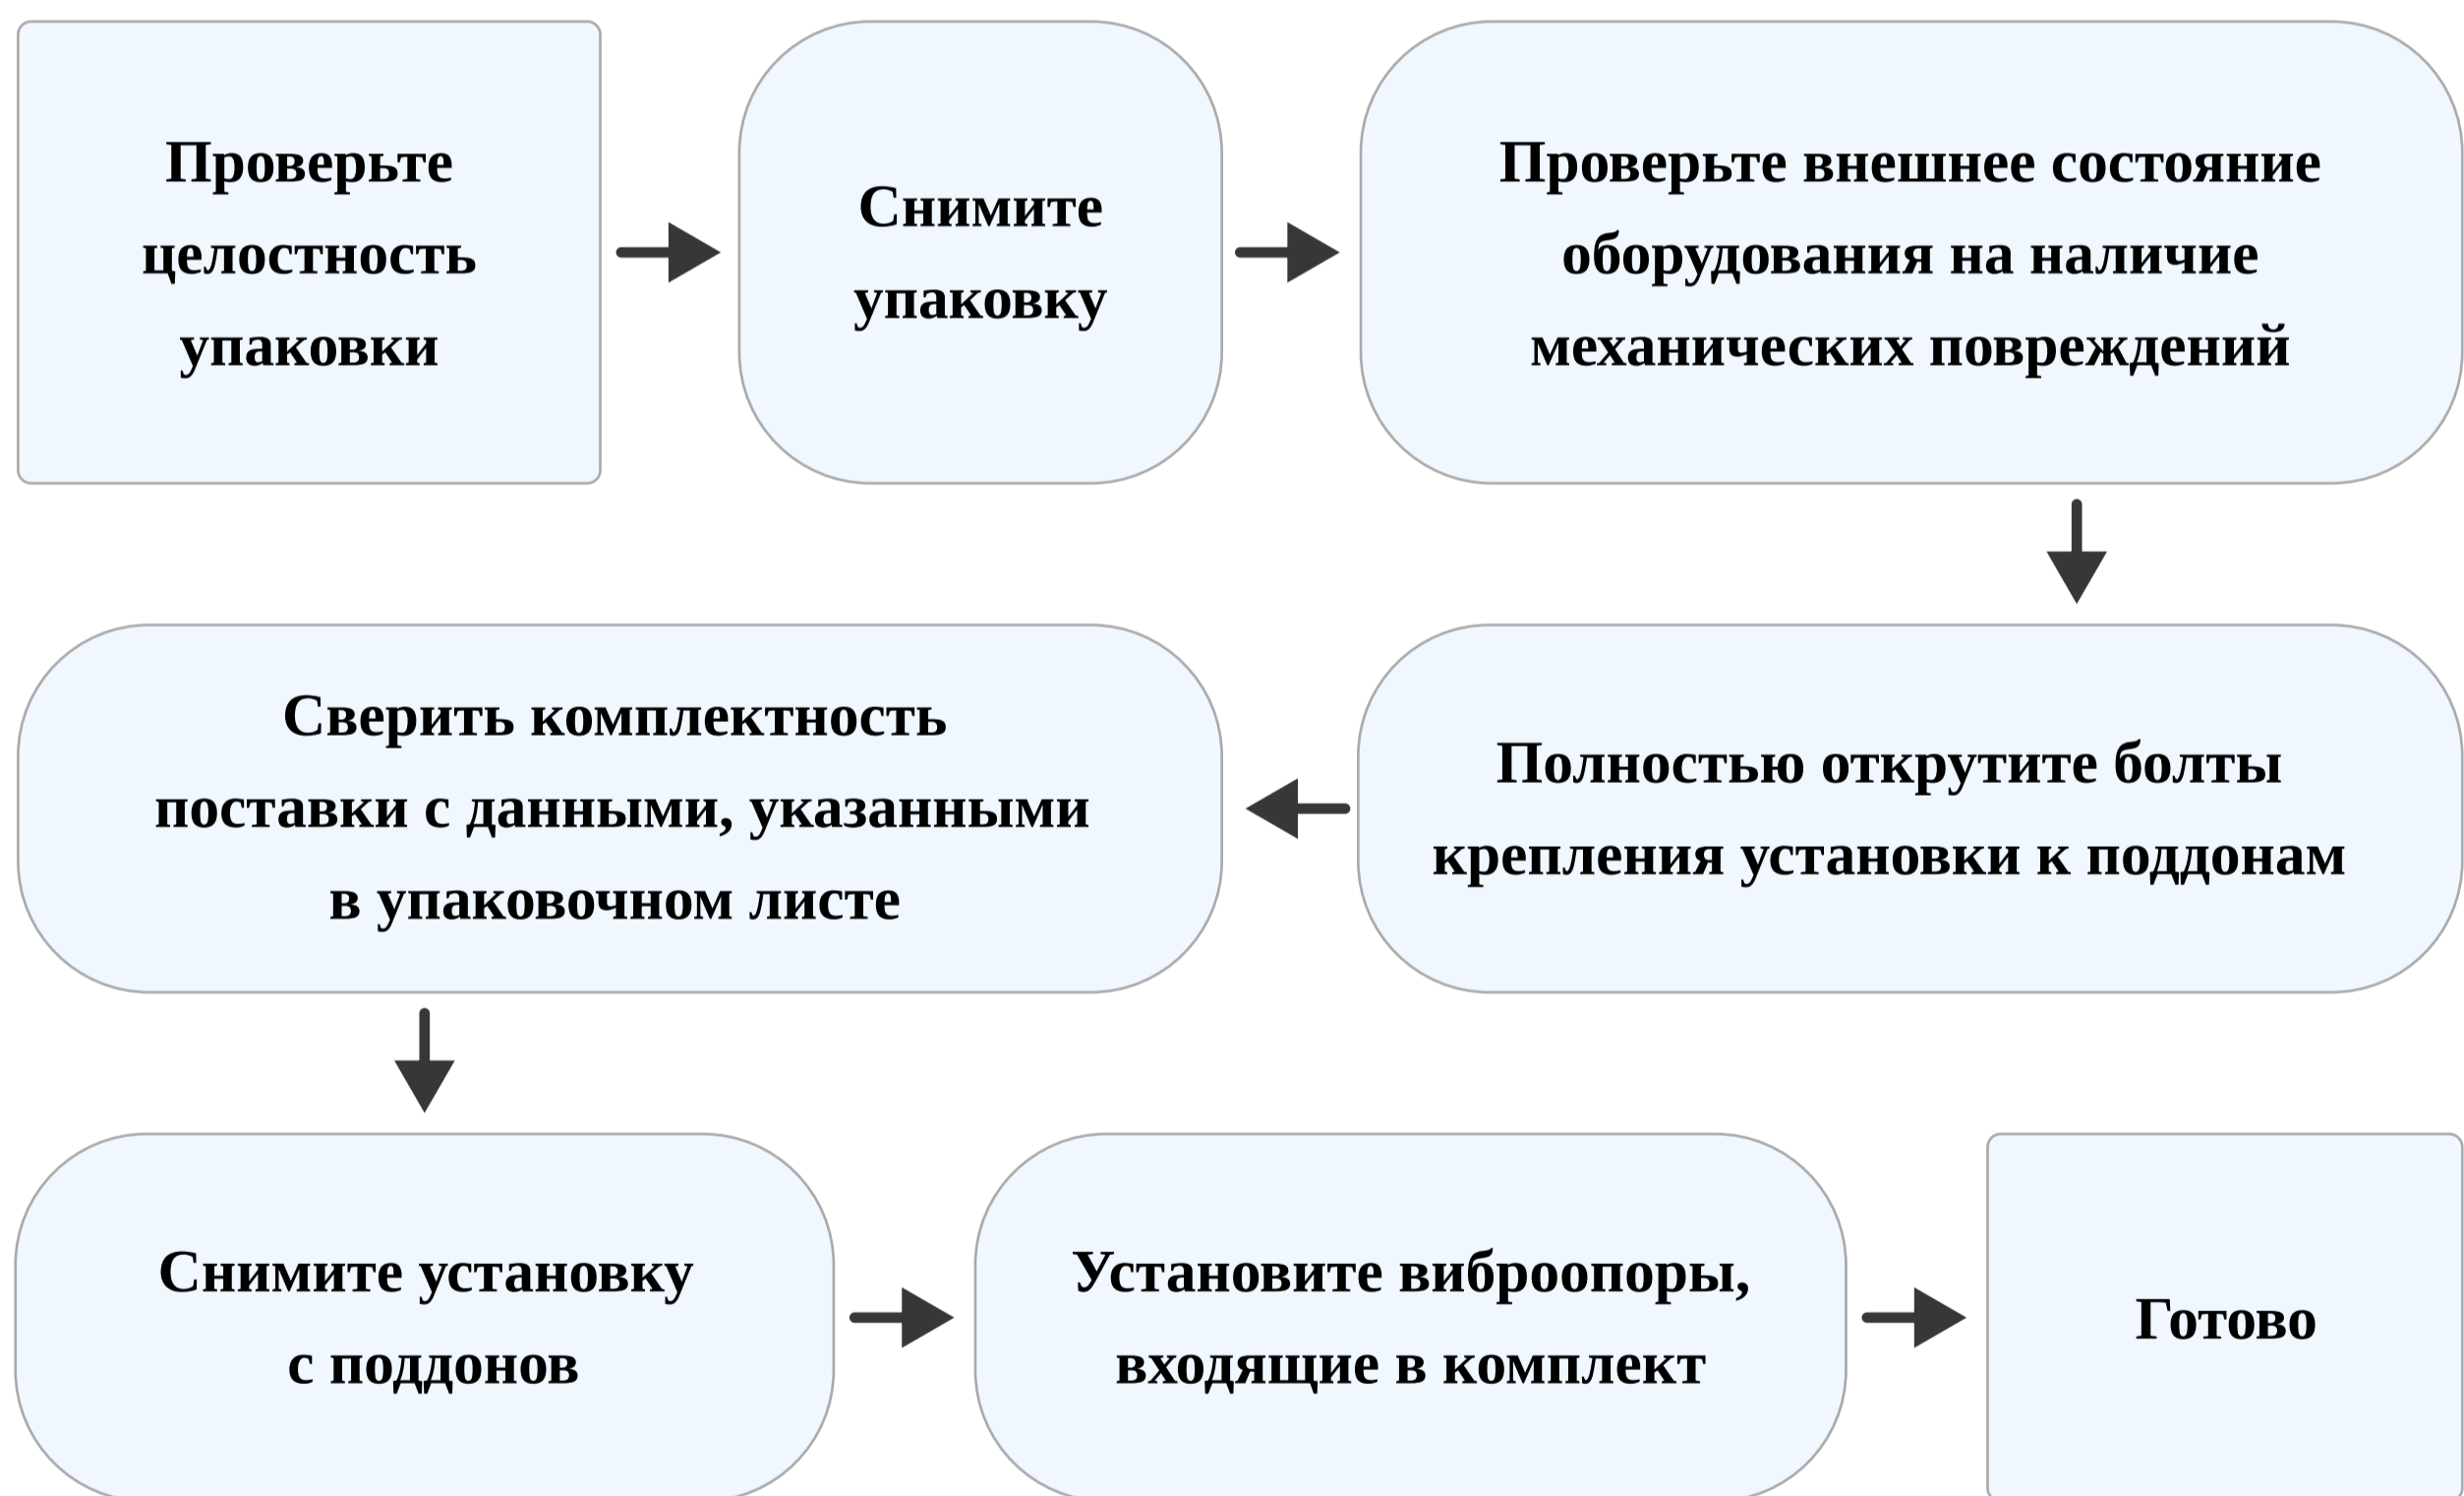 Проверьте
целостность
упаковки
Снимите
упаковку
Проверьте внешнее состояние
оборудования на наличие
механических повреждений
Полностью открутите болты
крепления установки к поддонам
Сверить комплектность
поставки с данными, указанными
в упаковочном листе
Снимите установку
с поддонов
Установите виброопоры,
входящие в комплект
Готово